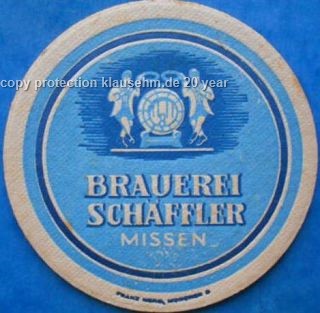 copy protection klausehm.de 20 year
BRAUEREI
SCHÄFFLER
MISSEN